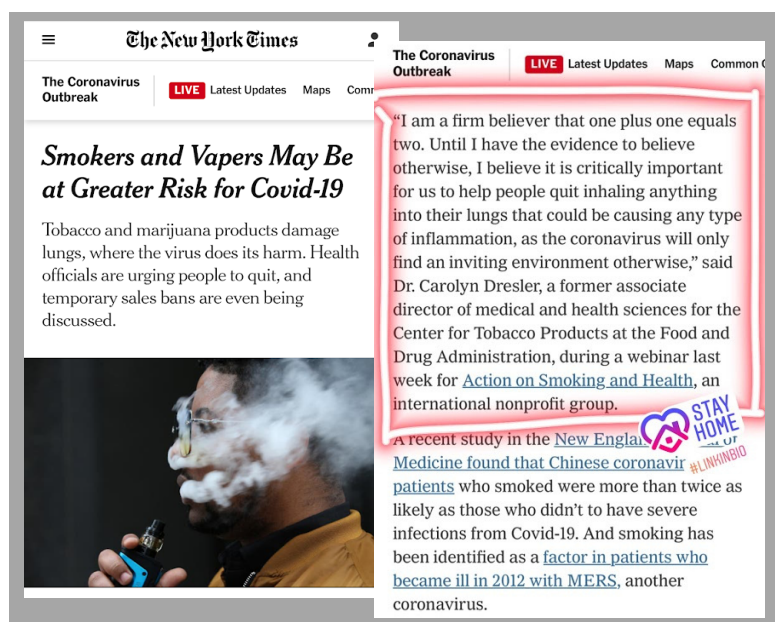 The New York Times
The Coronavirus
Outbreak
LIVE Latest Updates Maps
Smokers and Vapers May Be
at Greater Risk for Covid-19
Tobacco and marijuana products damage
lungs, where the virus does its harm. Health
officials are urging people to quit, and
temporary sales bans are even being
discussed.
The Coronavirus
Outbreak
LIVE Latest Updates Maps Common
“I am a firm believer that one plus one equals
two. Until I have the evidence to believe
otherwise, I believe it is critically important
for us to help people quit inhaling anything
into their lungs that could be causing any type
of inflammation, as the coronavirus will only
find an inviting environment otherwise,” said
Dr. Carolyn Dresler, a former associate
director of medical and health sciences for the
Center for Tobacco Products at the Food and
Drug Administration, during a webinar last
week for Action on Smoking and Health, an
international nonprofit group.
STAY
HOME
#LINKINBIO
A recent study in the New
Medicine found that Chinese
patients who smoked were more than twice as
likely as those who didn’t to have severe
infections from Covid-19. And smoking has
been identified as a factor in patients who
became ill in 2012 with MERS, another
coronavirus.